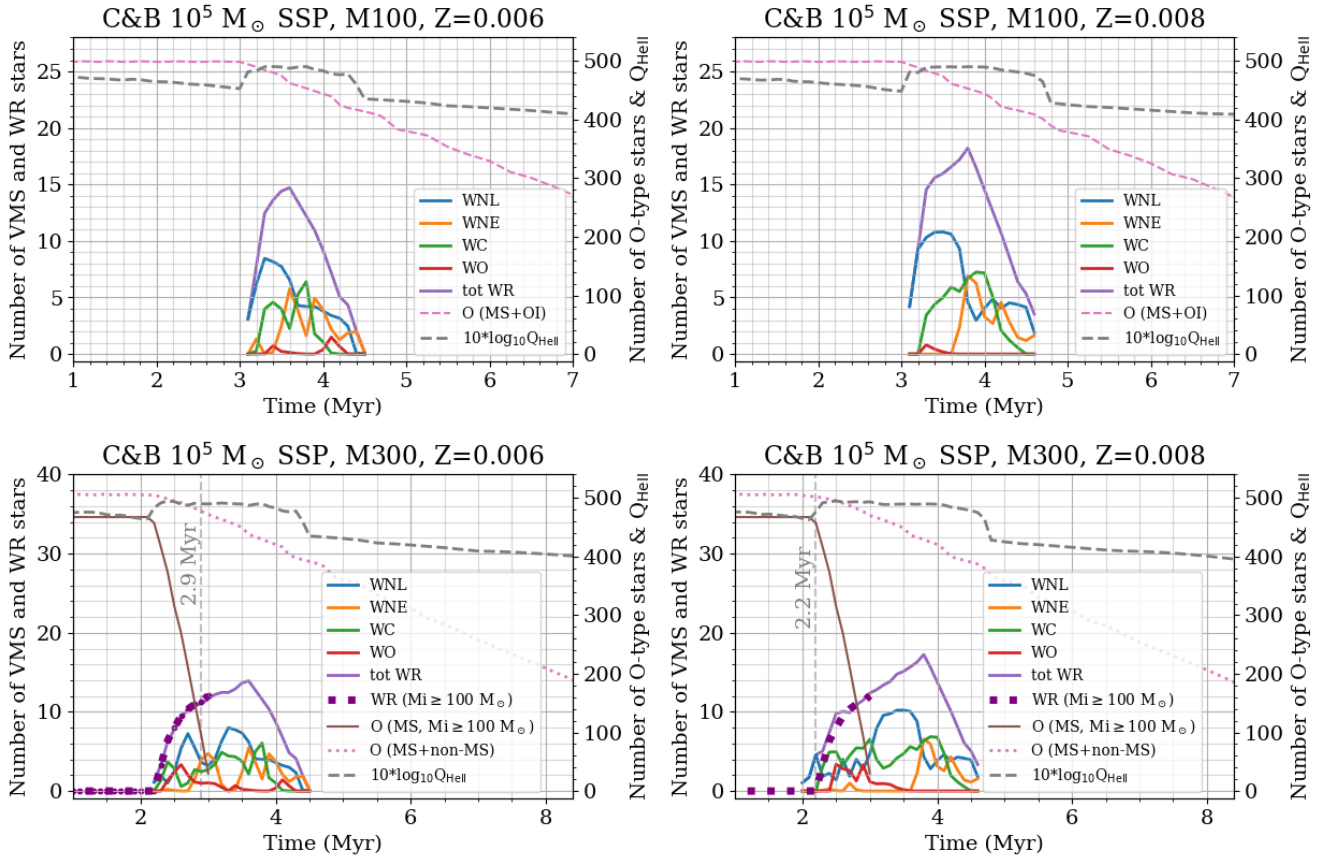 C&B 10⁵ M⊙ SSP, M100, Z=0.006
Number of VMS and WR stars
25
20
15
10
5
0
500
400
300
200
100
0
Number of O-type stars & Q_HeII
WNL
WNE
WC
WO
tot WR
O (MS+OI)
10*log₁₀Q_HeII
1 2 3 4 5 6 7
Time (Myr)
C&B 10⁵ M⊙ SSP, M100, Z=0.008
Number of VMS and WR stars
25
20
15
10
5
0
500
400
300
200
100
0
Number of O-type stars & Q_HeII
WNL
WNE
WC
WO
tot WR
O (MS+OI)
10*log₁₀Q_HeII
1 2 3 4 5 6 7
Time (Myr)
C&B 10⁵ M⊙ SSP, M300, Z=0.006
Number of VMS and WR stars
40
30
20
10
0
500
400
300
200
100
0
Number of O-type stars & Q_HeII
2.9 Myr
WNL
WNE
WC
WO
tot WR
WR (Mi≥100 M⊙)
O (MS, Mi≥100 M⊙)
O (MS+non-MS)
10*log₁₀Q_HeII
2 4 6 8
Time (Myr)
C&B 10⁵ M⊙ SSP, M300, Z=0.008
Number of VMS and WR stars
40
30
20
10
0
500
400
300
200
100
0
Number of O-type stars & Q_HeII
2.2 Myr
WNL
WNE
WC
WO
tot WR
WR (Mi≥100 M⊙)
O (MS, Mi≥100 M⊙)
O (MS+non-MS)
10*log₁₀Q_HeII
2 4 6 8
Time (Myr)